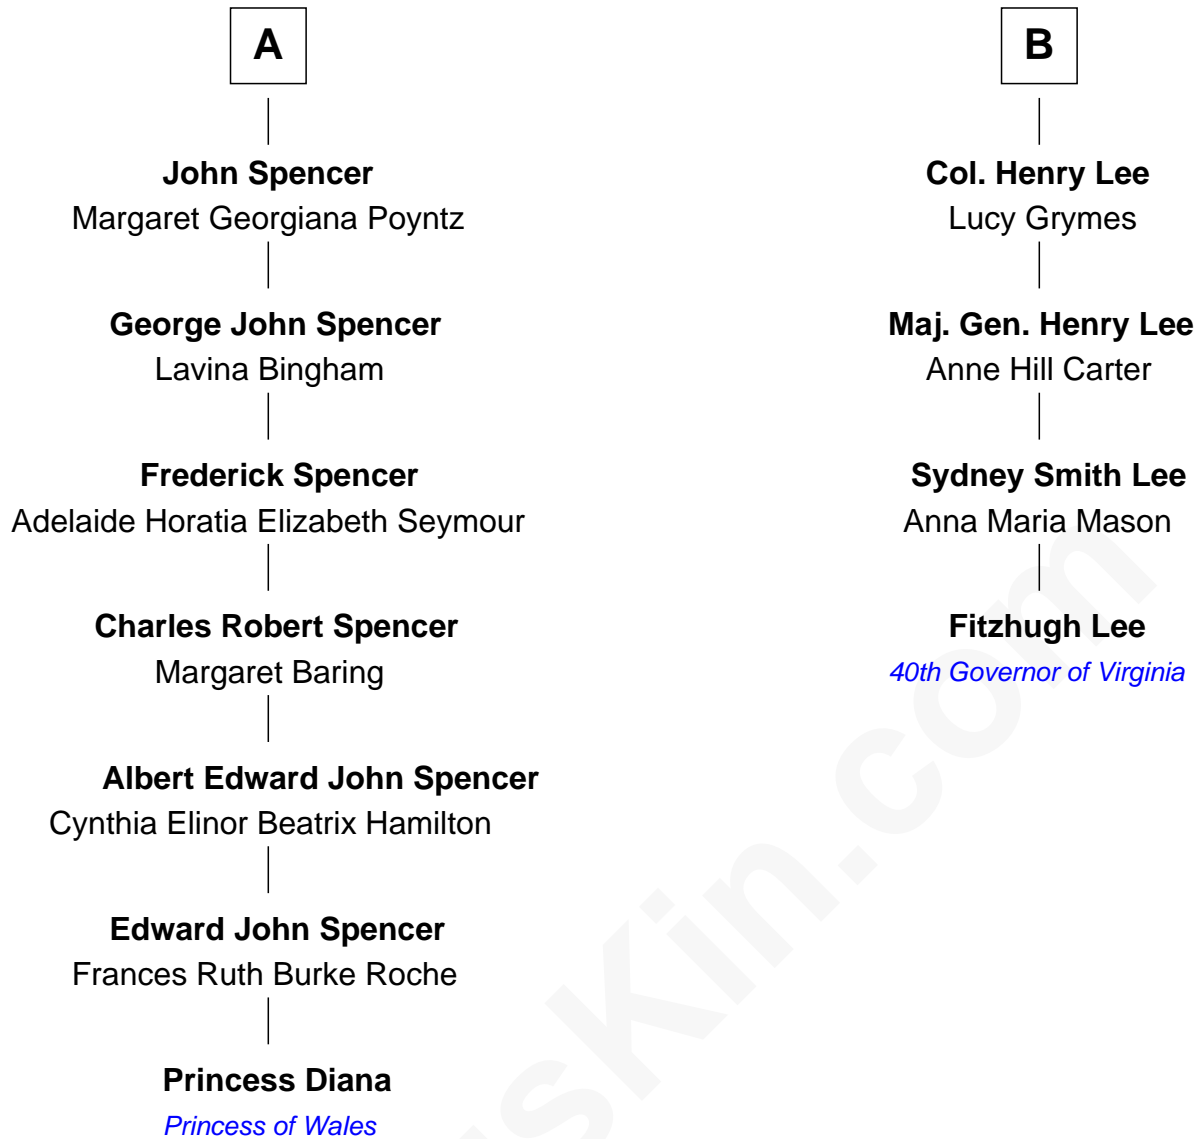 A
John Spencer
Margaret Georgiana Poyntz
George John Spencer
Lavina Bingham
Frederick Spencer
Adelaide Horatia Elizabeth Seymour
Charles Robert Spencer
Margaret Baring
Albert Edward John Spencer
Cynthia Elinor Beatrix Hamilton
Edward John Spencer
Frances Ruth Burke Roche
Princess Diana
Princess of Wales
B
Col. Henry Lee
Lucy Grymes
Maj. Gen. Henry Lee
Anne Hill Carter
Sydney Smith Lee
Anna Maria Mason
Fitzhugh Lee
40th Governor of Virginia